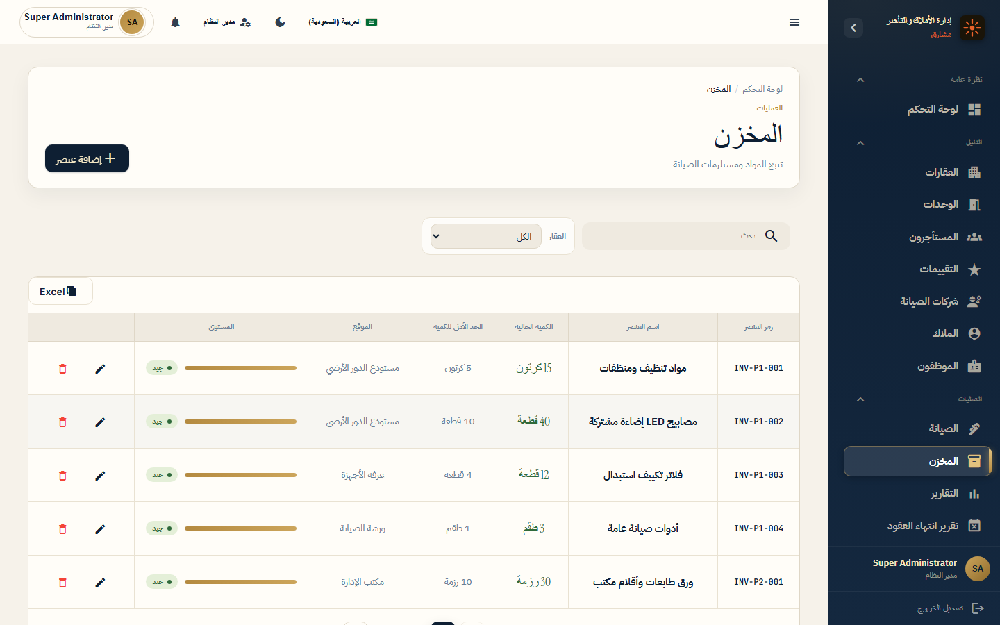 إدارة الأملاك والتأجير
مشارق
نظرة عامة
لوحة التحكم
الدليل
العقارات
الوحدات
المستأجرون
التقييمات
شركات الصيانة
الملاك
الموظفون
العمليات
الصيانة
المخزن
التقارير
تقرير انتهاء العقود
Super Administrator
مدير النظام
SA
تسجيل الخروج
العربية (السعودية)
مدير النظام
SA
Super Administrator
مدير النظام
لوحة التحكم / المخزن
العمليات
المخزن
تتبع المواد ومستلزمات الصيانة
إضافة عنصر
بحث
العقار
الكل
Excel
رمز العنصر اسم العنصر الكمية الحالية الحد الأدنى للكمية الموقع المستوى
INV-P1-001 مواد تنظيف ومنظفات 15 كرتون 5 كرتون مستودع الدور الأرضي جيد
INV-P1-002 مصابيح LED إضاءة مشتركة 40 قطعة 10 قطعة مستودع الدور الأرضي جيد
INV-P1-003 فلاتر تكييف استبدال 12 قطعة 4 قطعة غرفة الأجهزة جيد
INV-P1-004 أدوات صيانة عامة 3 طقم 1 طقم ورشة الصيانة جيد
INV-P2-001 ورق طابعات وأقلام مكتب 30 رزمة 10 رزمة مكتب الإدارة جيد